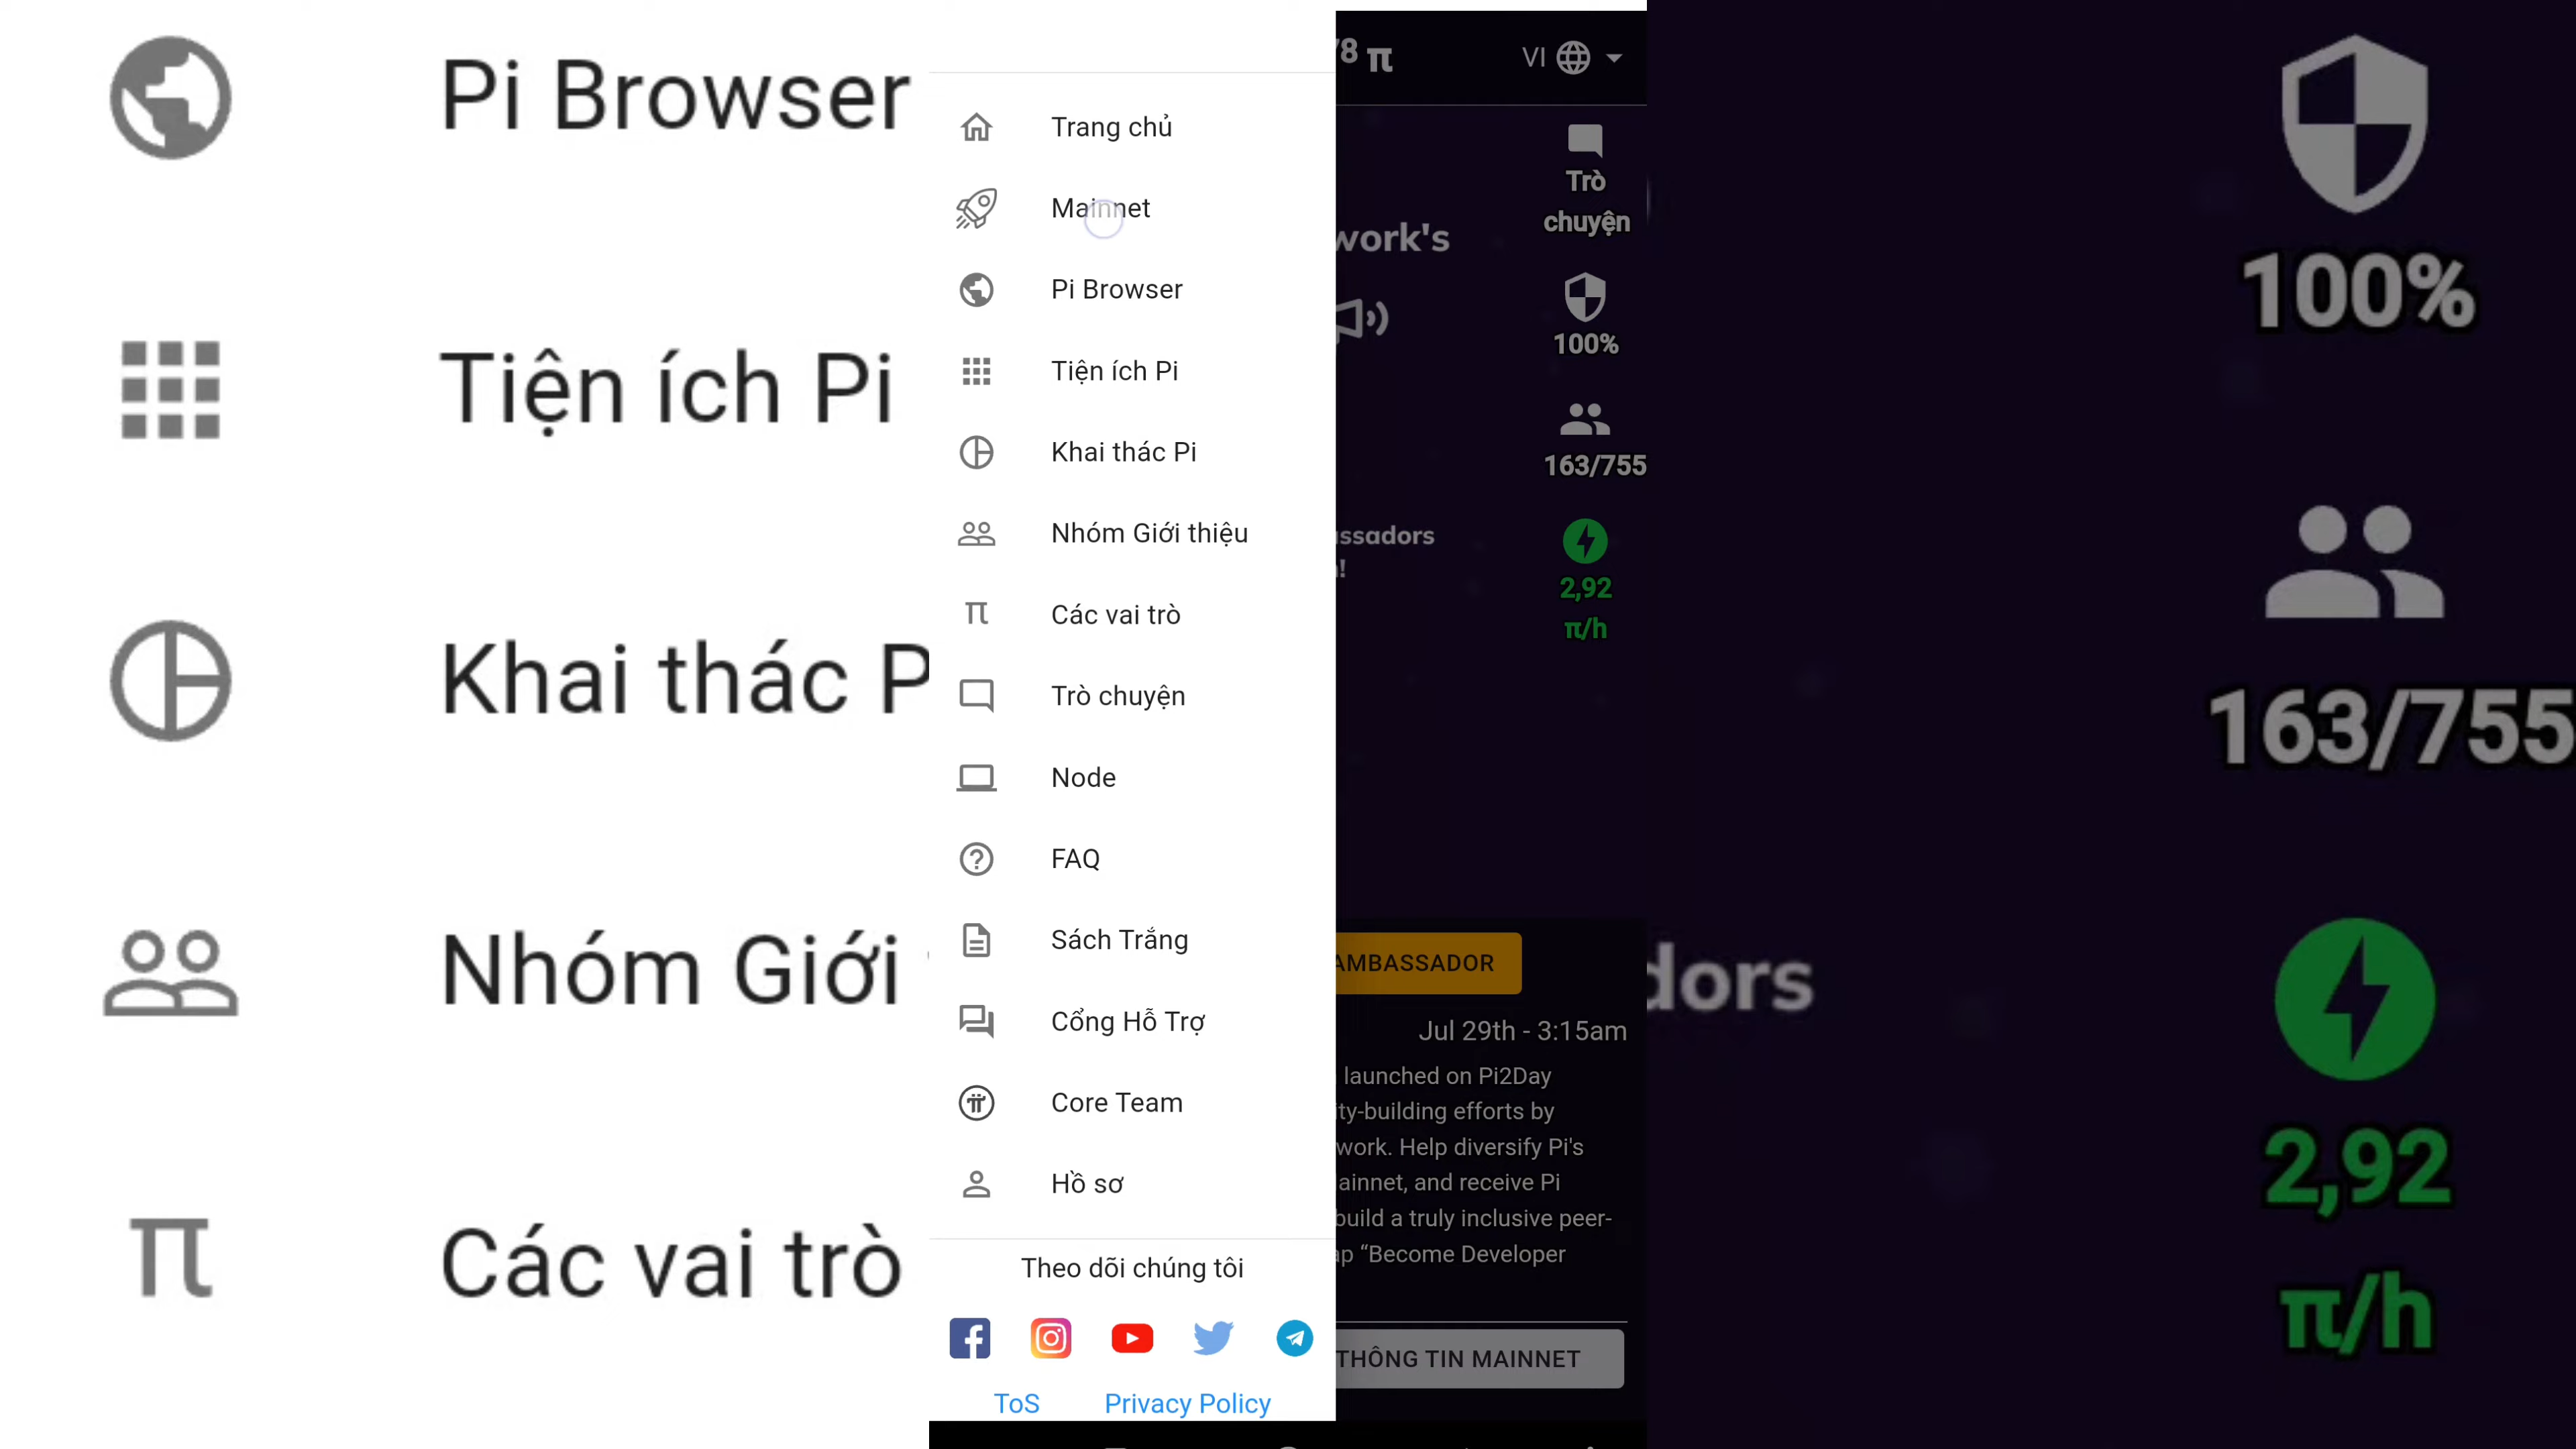 Pi Browser
Tiện ích Pi
Khai thác P
Nhóm Giới
Các vai trò
Trang chủ
Mainnet
Pi Browser
Tiện ích Pi
Khai thác Pi
Nhóm Giới thiệu
Các vai trò
Trò chuyện
Node
FAQ
Sách Trắng
Cổng Hỗ Trợ
Core Team
Hồ sơ
Theo dõi chúng tôi
ToS Privacy Policy
8 π VI
Trò
chuyện
work's
100%
163/755
ssadors
!
2,92
π/h
AMBASSADOR
Jul 29th - 3:15am
launched on Pi2Day
ity-building efforts by
work. Help diversify Pi's
ainnet, and receive Pi
build a truly inclusive peer-
ap “Become Developer
THÔNG TIN MAINNET
100%
163/755
dors
2,92
π/h